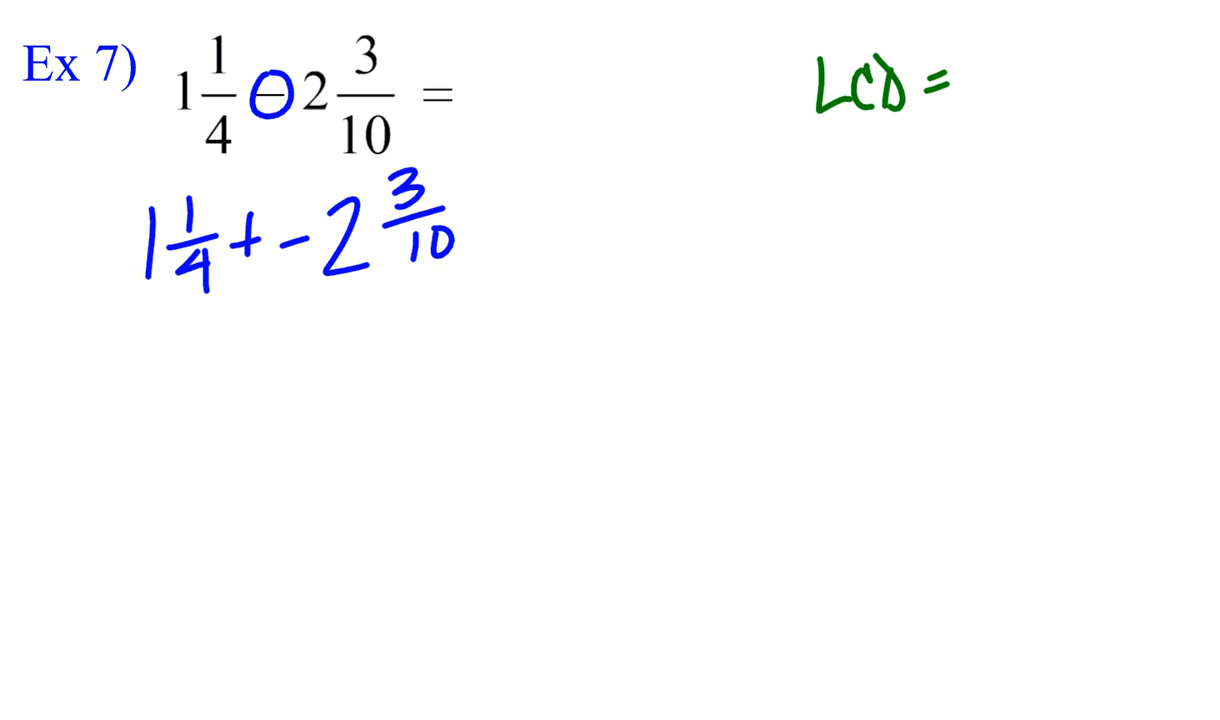 Ex 7) 1 1/4 - 2 3/10 =
LCD =
1 1/4 + - 2 3/10